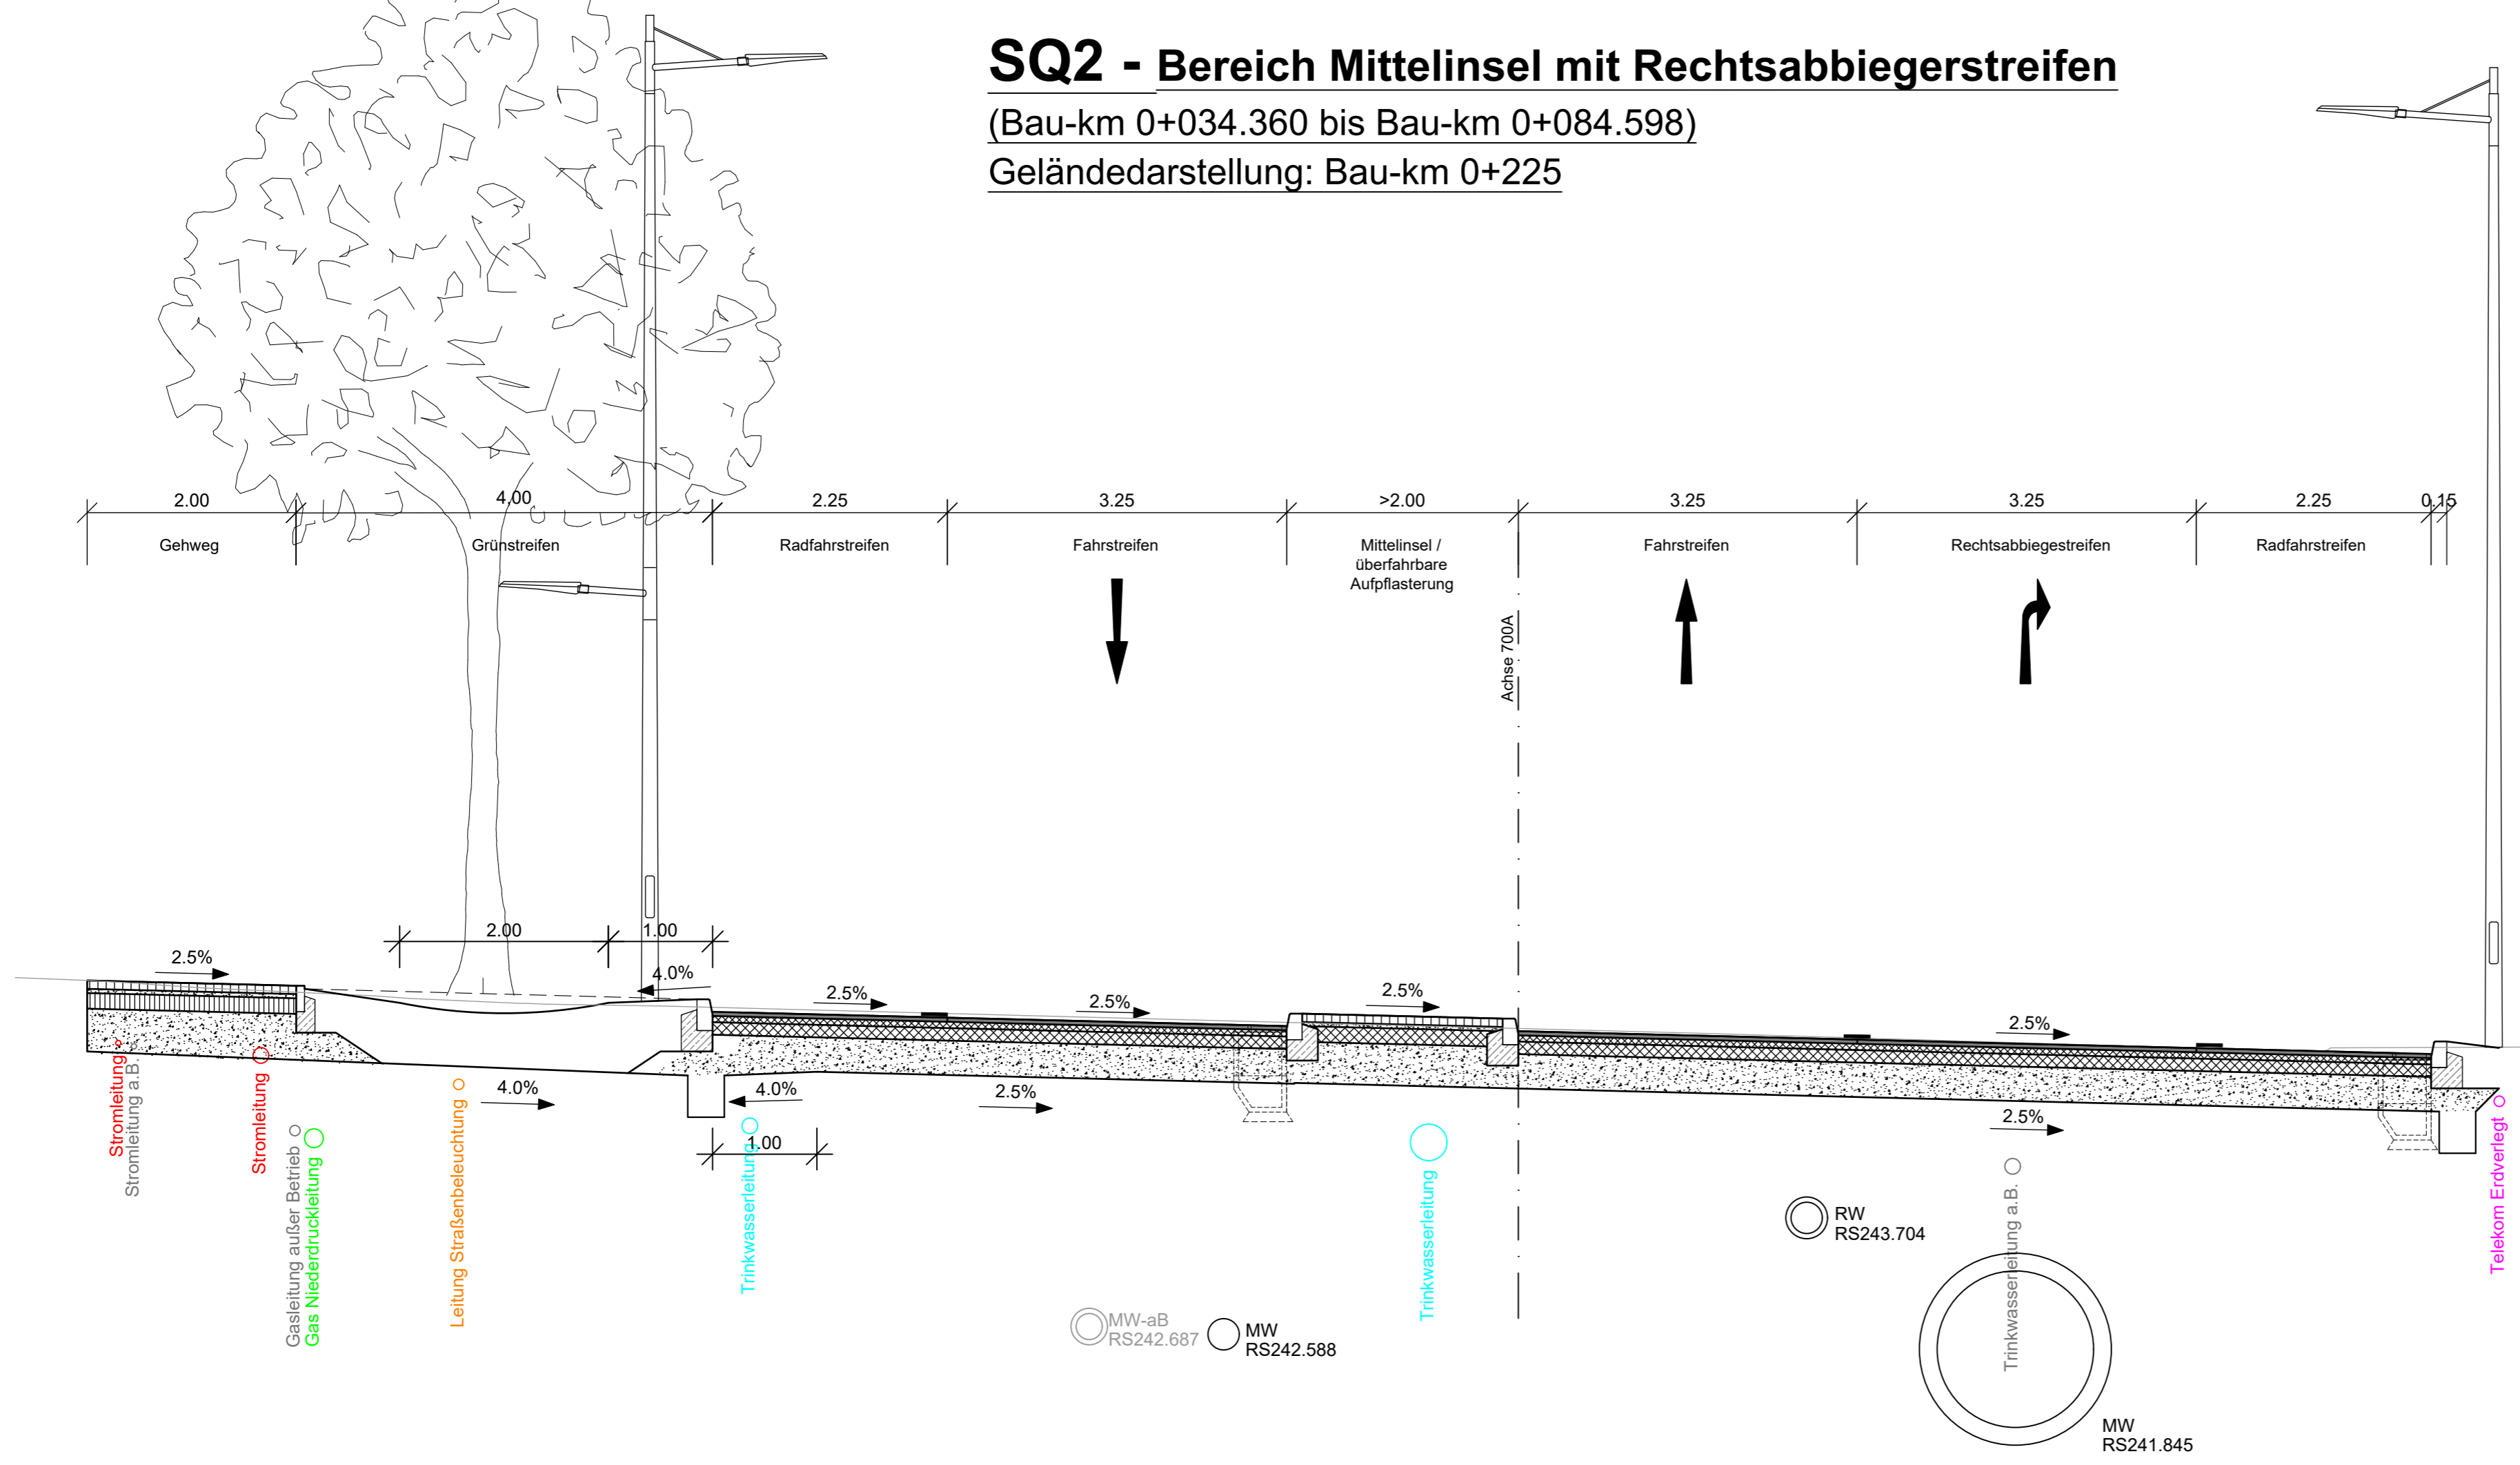 SQ2 - Bereich Mittelinsel mit Rechtsabbiegerstreifen
(Bau-km 0+034.360 bis Bau-km 0+084.598)
Geländedarstellung: Bau-km 0+225
2.00
4.00
2.25
3.25
>2.00
3.25
3.25
2.25
0.15
Gehweg
Grünstreifen
Radfahrstreifen
Fahrstreifen
Mittelinsel /
überfahrbare
Aufpflasterung
Fahrstreifen
Rechtsabbiegestreifen
Radfahrstreifen
Achse 700A
2.00
1.00
2.5%
4.0%
2.5%
2.5%
2.5%
2.5%
4.0%
4.0%
2.5%
2.5%
1.00
Stromleitung
Stromleitung a.B.
Stromleitung
Gasleitung außer Betrieb
Gas Niederdruckleitung
Leitung Straßenbeleuchtung
Trinkwasserleitung
Trinkwasserleitung
Trinkwasserleitung a.B.
Telekom Erdverlegt
RW
RS243.704
MW-aB
RS242.687
MW
RS242.588
MW
RS241.845